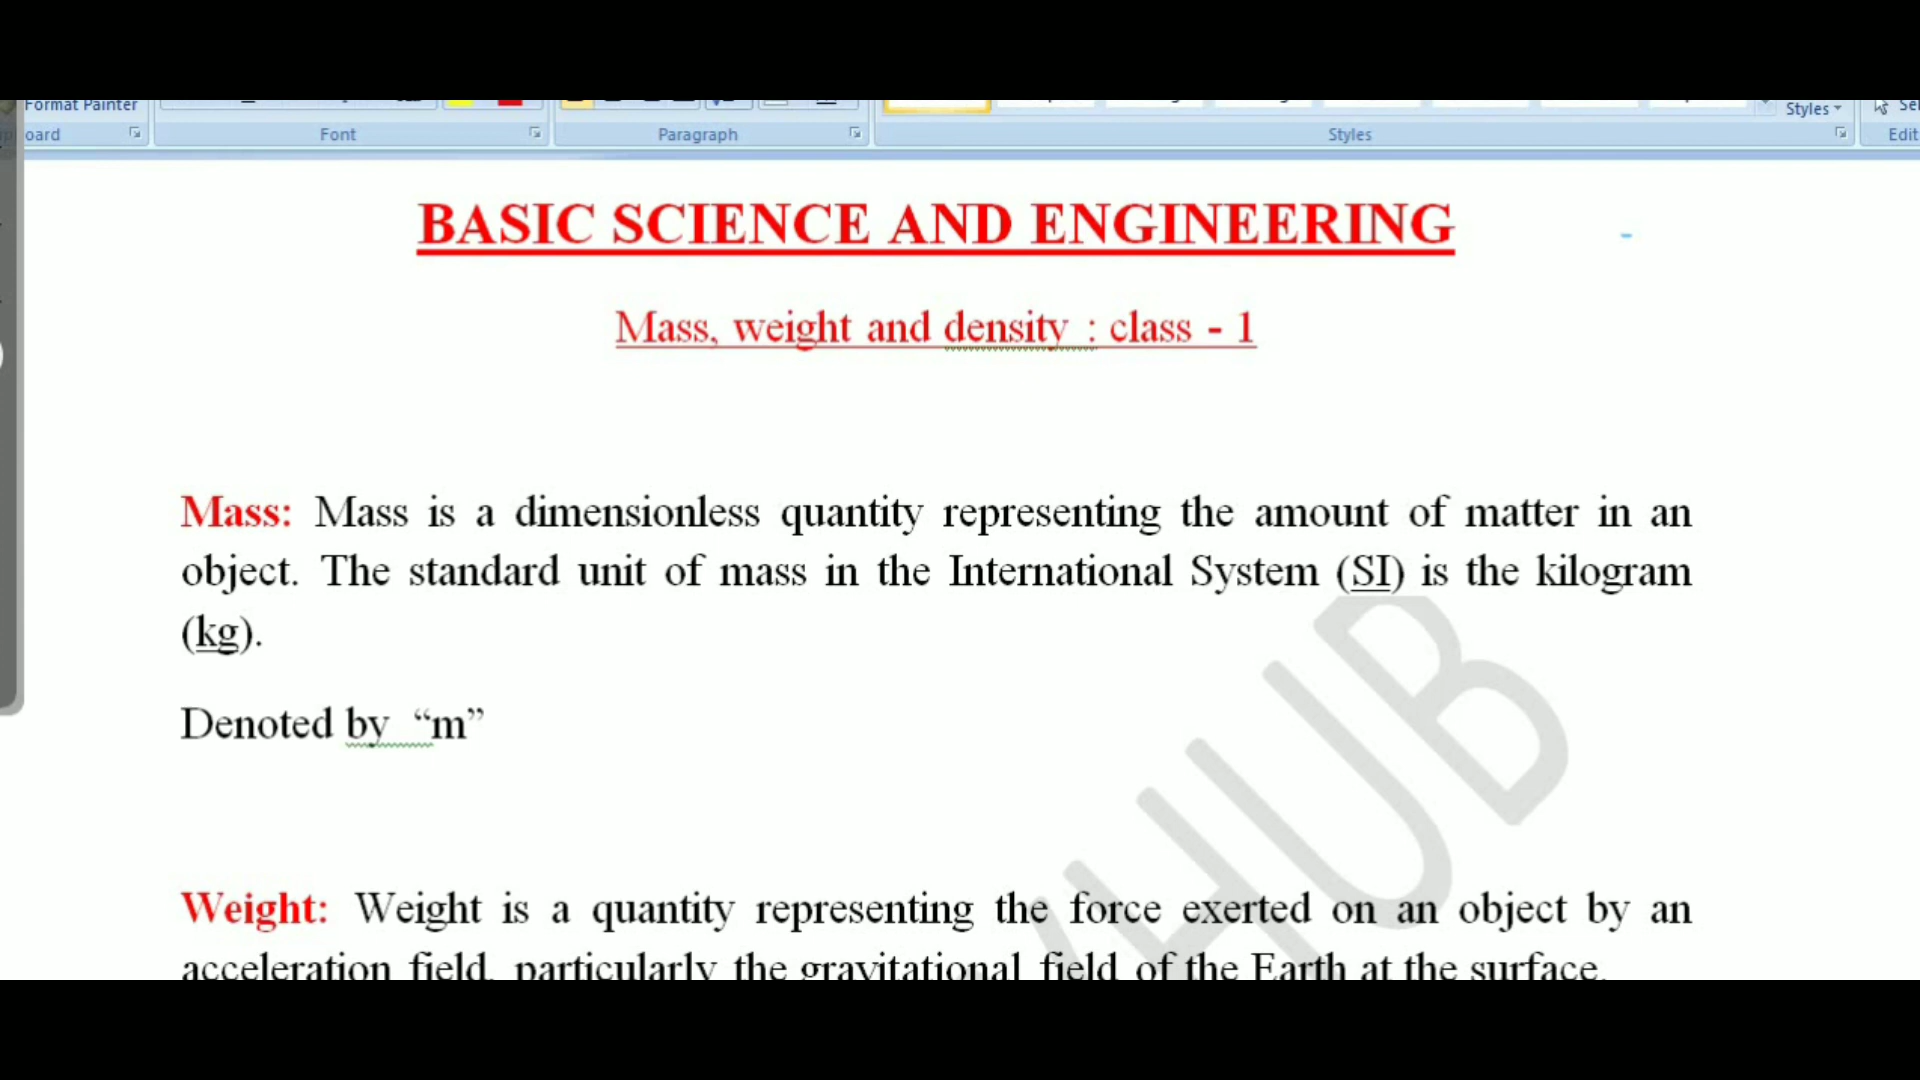 Format Painter
oard
Font
Paragraph
Styles
Styles
Edit
BASIC SCIENCE AND ENGINEERING
Mass, weight and density : class - 1
Mass: Mass is a dimensionless quantity representing the amount of matter in an
object. The standard unit of mass in the International System (SI) is the kilogram
(kg).
Denoted by “m”
Weight: Weight is a quantity representing the force exerted on an object by an
acceleration field, particularly the gravitational field of the Earth at the surface.
HUB